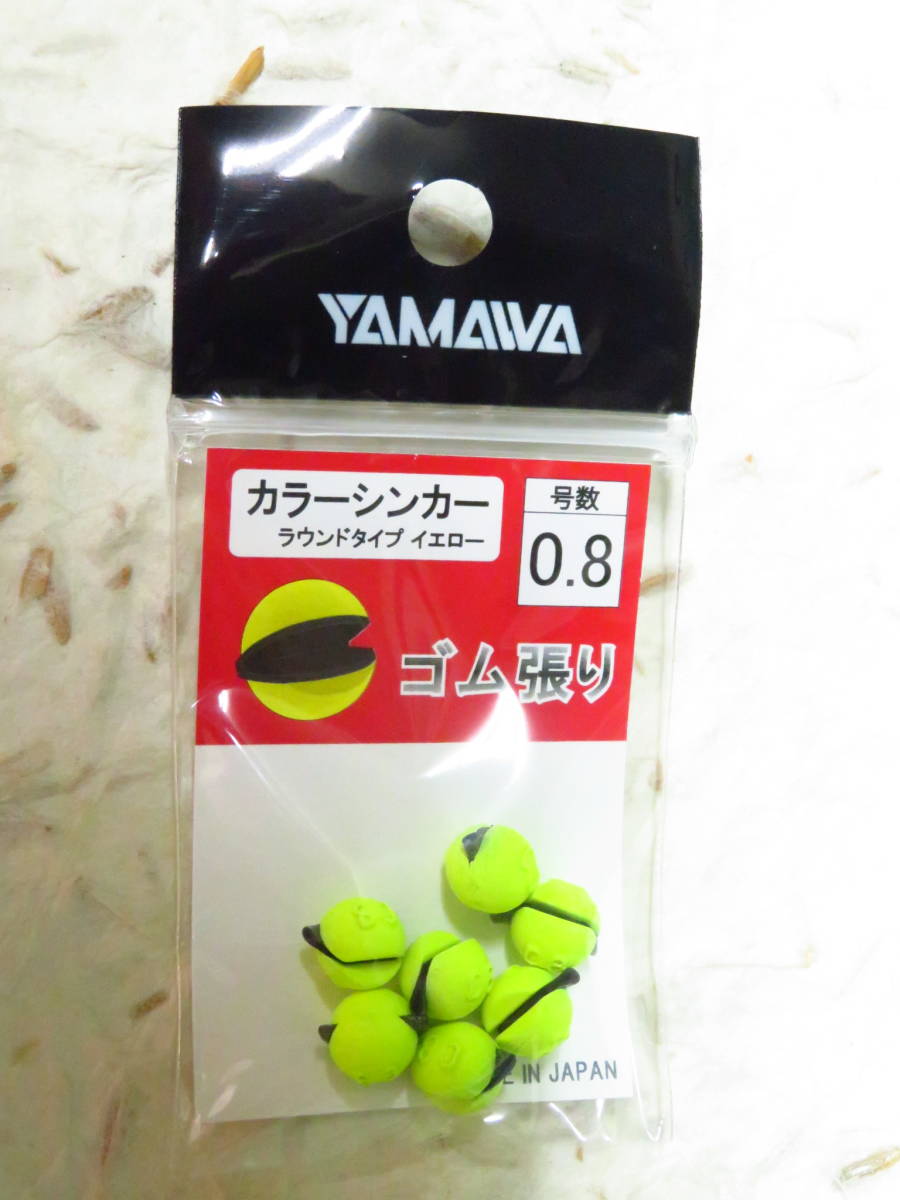 YAMAWA
カラーシンカー
ラウンドタイプ イエロー
号数
0.8
ゴム張り
E IN JAPAN